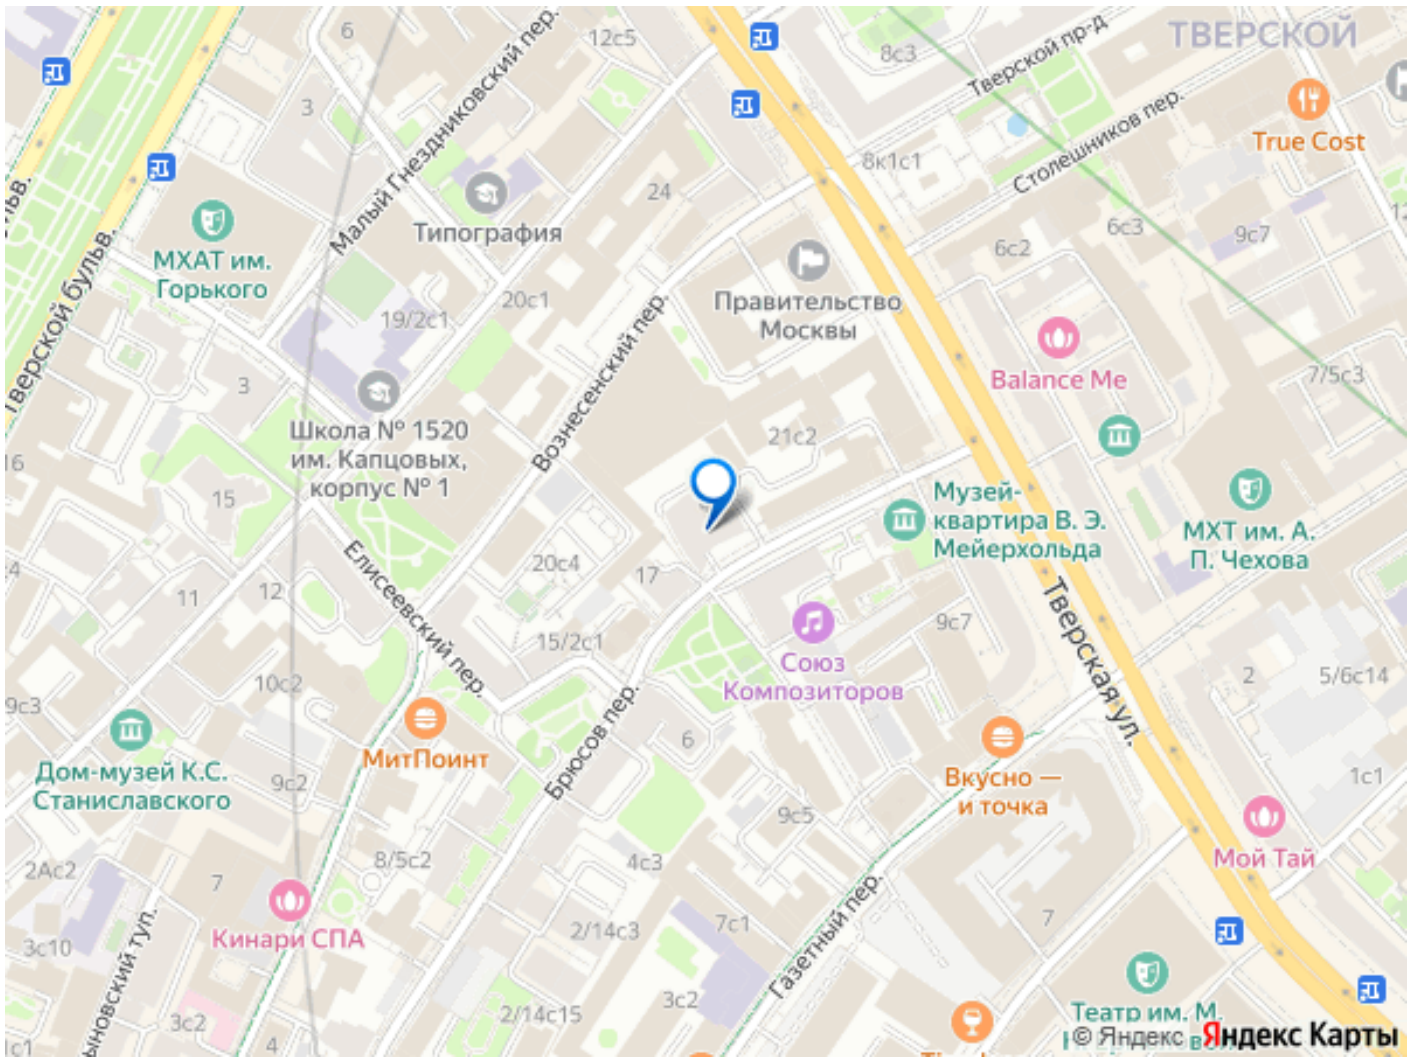 ТВЕРСКОЙ
6
12с5
8с3
Тверской пр-д
Столешников пер.
True Cost
3
Малый Гнездниковский пер.
24
8к1с1
Типография
МХАТ им.
Горького
6с2
6с3
9с7
Тверской бульв.
20с1
19/2с1
Вознесенский пер.
Правительство
Москвы
Balance Me
7/5с3
3
Школа № 1520
им. Капцовых,
корпус № 1
21с2
16
15
Музей-
квартира В. Э.
Мейерхольда
МХТ им. А.
П. Чехова
20с4
17
11
12
Елисеевский пер.
15/2с1
9с7
Тверская ул.
Союз
Композиторов
2
5/6с14
10с2
9с3
Брюсов пер.
6
МитПоинт
Дом-музей К.С.
Станиславского
9с2
Вкусно —
и точка
1с1
9с5
Мой Тай
2Ас2
7
8/5с2
4с3
Кинари СПА
3с10
2/14с3
7с1
Газетный пер.
7
3с2
2/14с15
3с2
4
Театр им. М.
© Яндекс Яндекс Карты